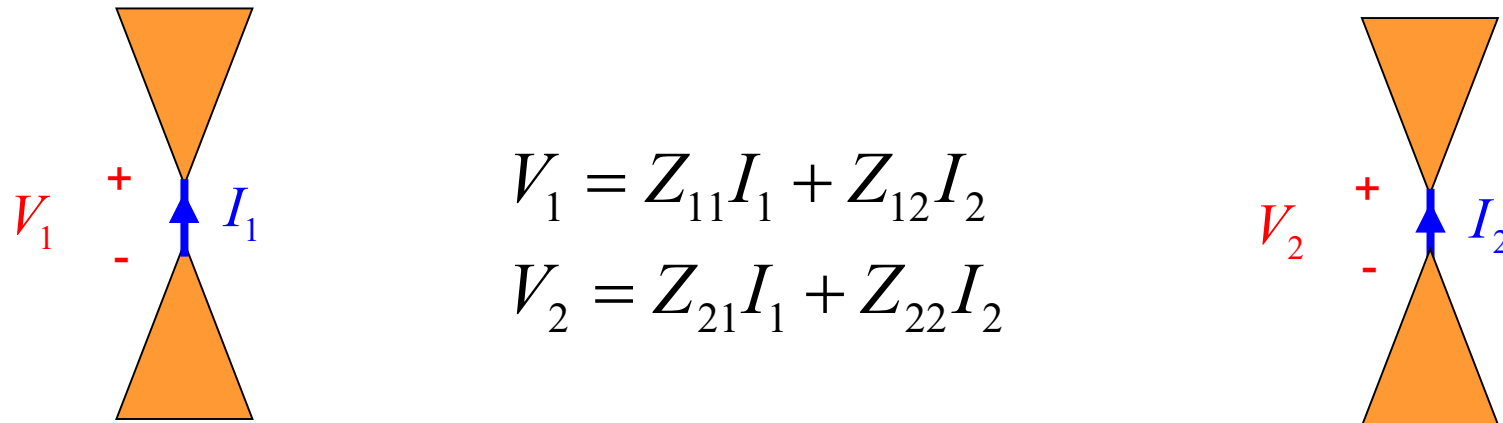 +
V₁ I₁
-
V₁ = Z₁₁I₁ + Z₁₂I₂
V₂ = Z₂₁I₁ + Z₂₂I₂
+
V₂ I₂
-